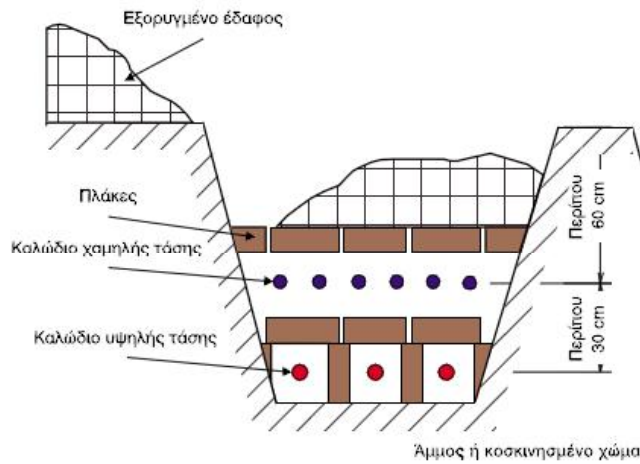 Εξορυγμένο έδαφος
Πλάκες
Καλώδιο χαμηλής τάσης
Καλώδιο υψηλής τάσης
Περίπου
60 cm
Περίπου
30 cm
Άμμος ή κοσκινισμένο χώμα